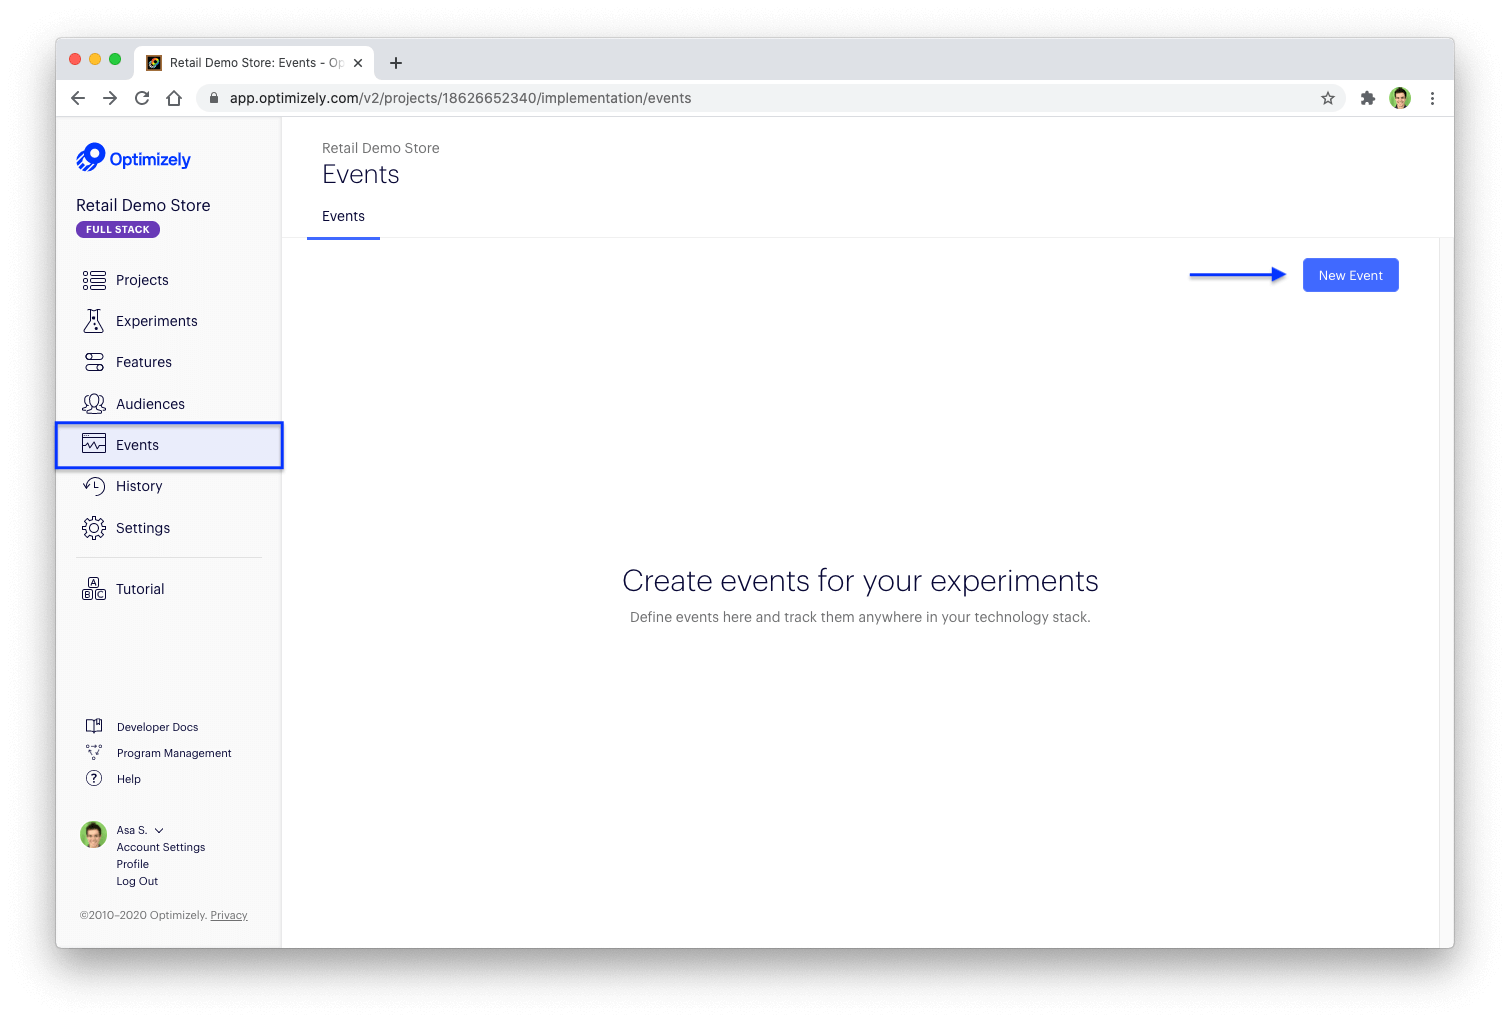 Retail Demo Store: Events - Op
app.optimizely.com/v2/projects/18626652340/implementation/events
Optimizely
Retail Demo Store
FULL STACK
Projects
Experiments
Features
Audiences
Events
History
Settings
A
B C
Tutorial
Developer Docs
Program Management
?
Help
Asa S.
Account Settings
Profile
Log Out
©2010–2020 Optimizely. Privacy
Retail Demo Store
Events
Events
New Event
Create events for your experiments
Define events here and track them anywhere in your technology stack.